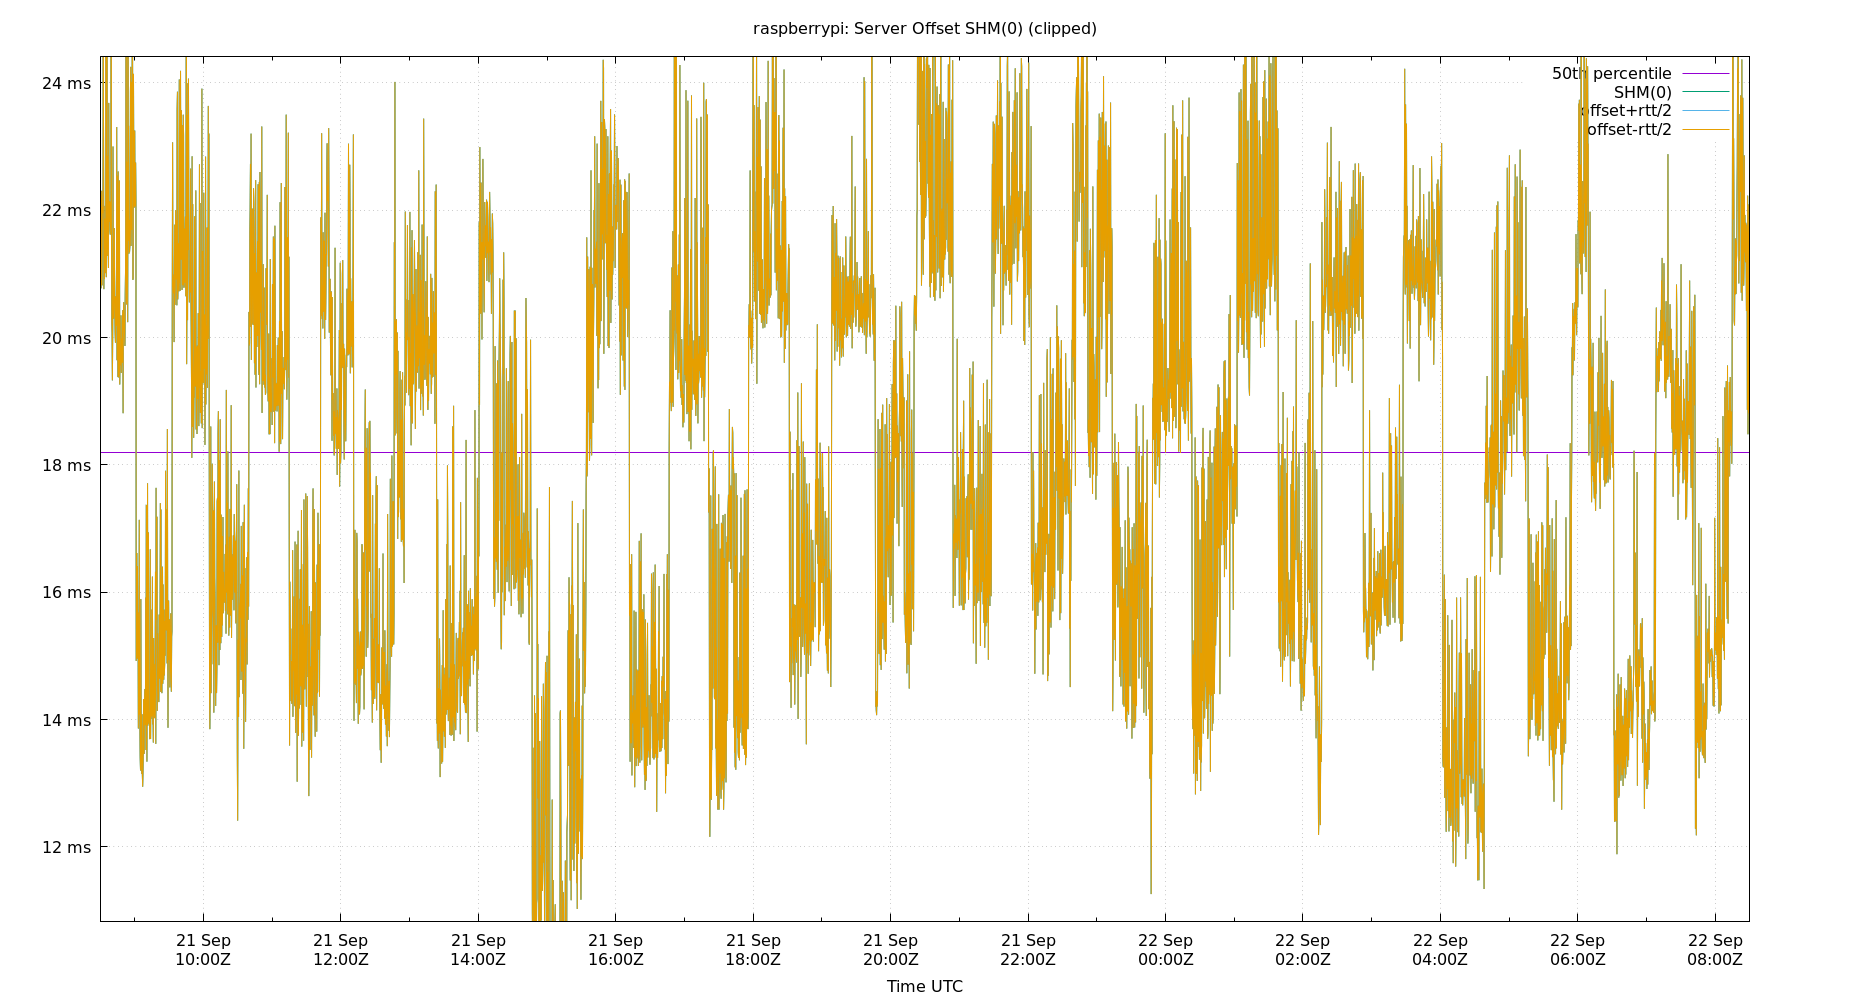 raspberrypi: Server Offset SHM(0) (clipped)
50th percentile
SHM(0)
offset+rtt/2
offset-rtt/2
24 ms
22 ms
20 ms
18 ms
16 ms
14 ms
12 ms
21 Sep 21 Sep 21 Sep 21 Sep 21 Sep 21 Sep 21 Sep 22 Sep 22 Sep 22 Sep 22 Sep 22 Sep
10:00Z 12:00Z 14:00Z 16:00Z 18:00Z 20:00Z 22:00Z 00:00Z 02:00Z 04:00Z 06:00Z 08:00Z
Time UTC